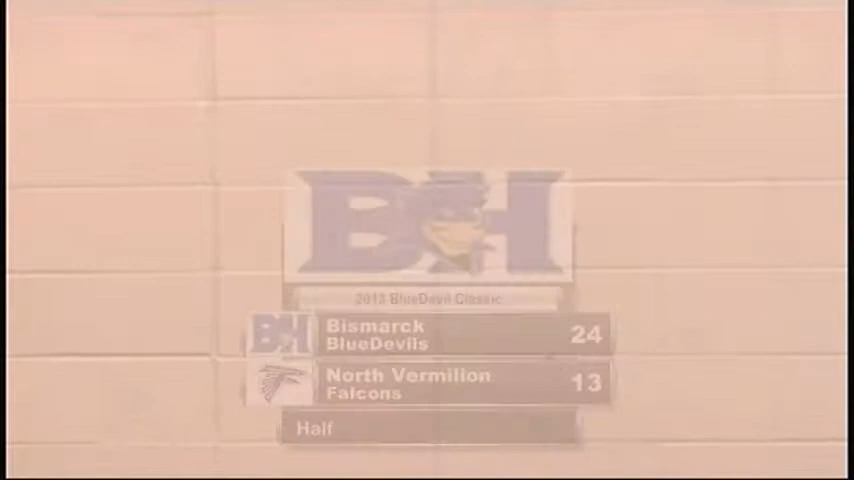 BH
2013 BlueDevil Classic
BH
Bismarck
BlueDevils
24
North Vermilion
Falcons
13
Half